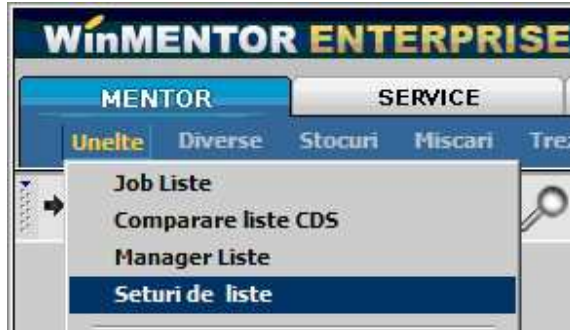 WinMENTOR ENTERPRISE
MENTOR SERVICE
Unelte Diverse Stocuri Miscari
Job Liste
Comparare liste CDS
Manager Liste
Seturi de liste